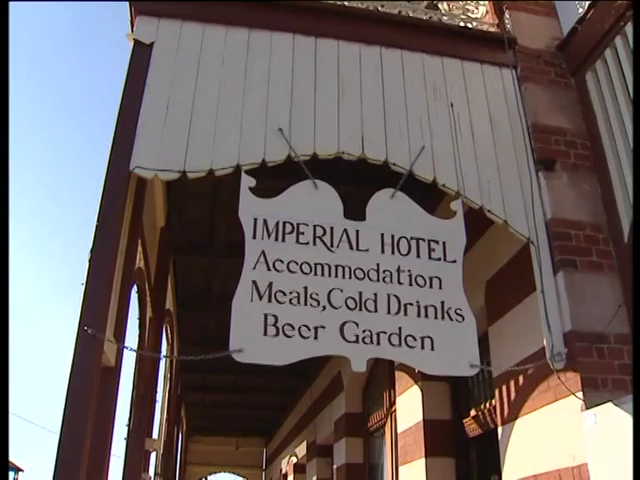 IMPERIAL HOTEL
ACCOMMODATION
MEALS, COLD DRINKS
BEER GARDEN